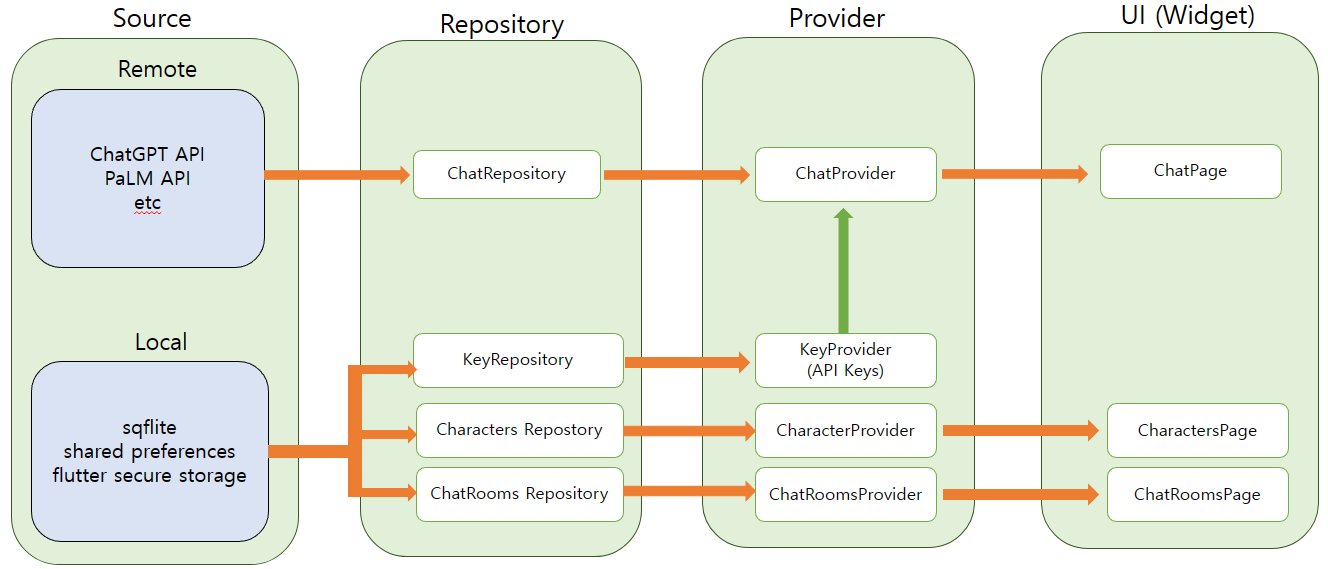 Source
Repository
Provider
UI (Widget)
Remote
ChatGPT API
PaLM API
etc
ChatRepository
ChatProvider
ChatPage
Local
sqflite
shared preferences
flutter secure storage
KeyRepository
KeyProvider
(API Keys)
Characters Repostory
CharacterProvider
CharactersPage
ChatRooms Repository
ChatRoomsProvider
ChatRoomsPage